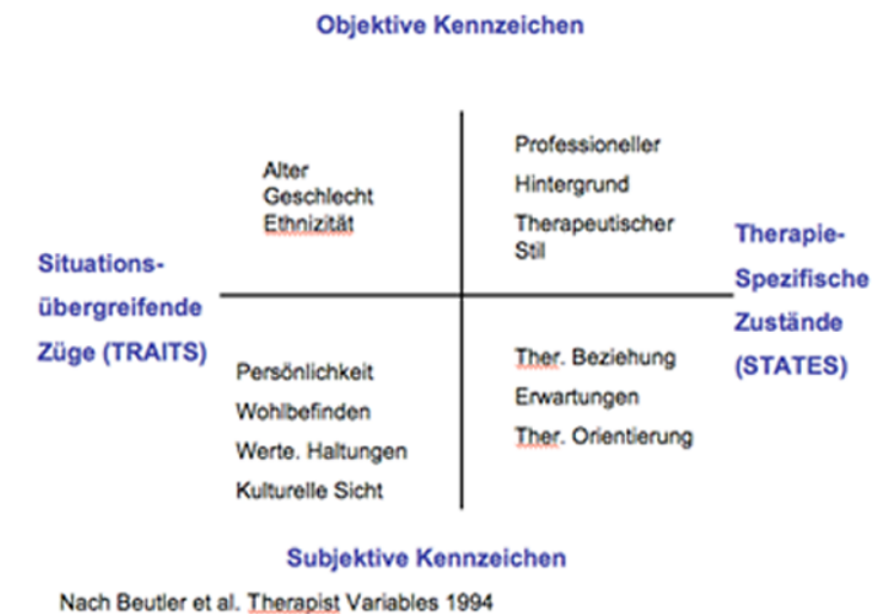 Objektive Kennzeichen
Alter
Geschlecht
Ethnizität
Professioneller
Hintergrund
Therapeutischer
Stil
Situations-
übergreifende
Züge (TRAITS)
Therapie-
Spezifische
Zustände
(STATES)
Persönlichkeit
Wohlbefinden
Werte. Haltungen
Kulturelle Sicht
Ther. Beziehung
Erwartungen
Ther. Orientierung
Subjektive Kennzeichen
Nach Beutler et al. Therapist Variables 1994